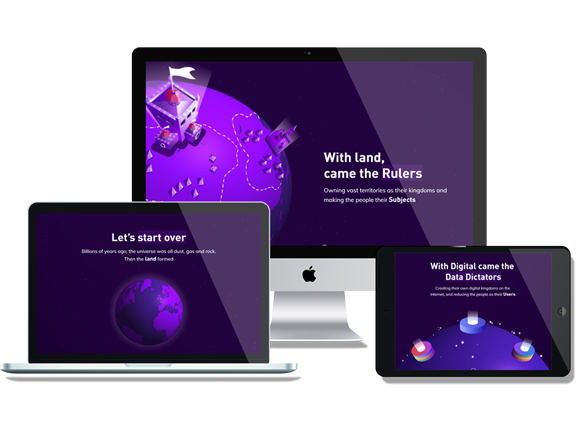 With land,
came the Rulers
Owning vast territories as their kingdoms and
making the people their Subjects
Let's start over
Billions of years ago, the universe was all dust, gas and rock.
Then the land formed
With Digital came the
Data Dictators
Creating their own digital kingdoms on the
internet, and reducing the people as their Users.